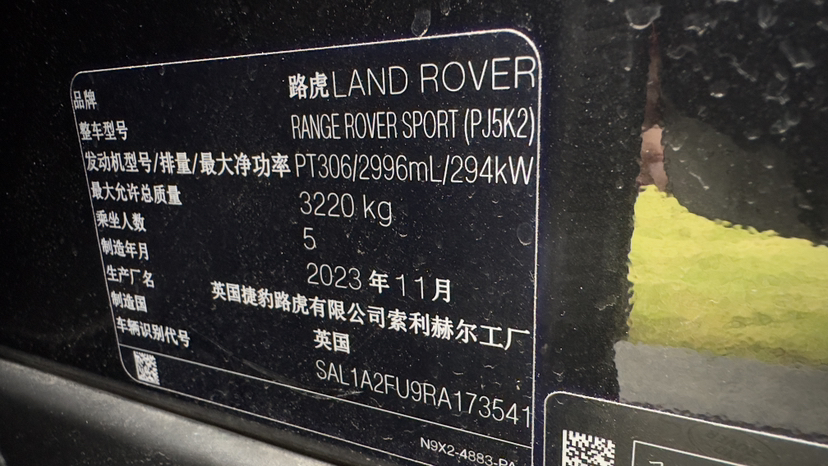 品牌 路虎LAND ROVER
整车型号 RANGE ROVER SPORT (PJ5K2)
发动机型号/排量/最大净功率 PT306/2996mL/294kW
最大允许总质量 3220 kg
乘坐人数 5
制造年月 2023 年 11 月
生产厂名 英国捷豹路虎有限公司索利赫尔工厂
制造国 英国
车辆识别代号 SAL1A2FU9RA173541
N9X2-4883-